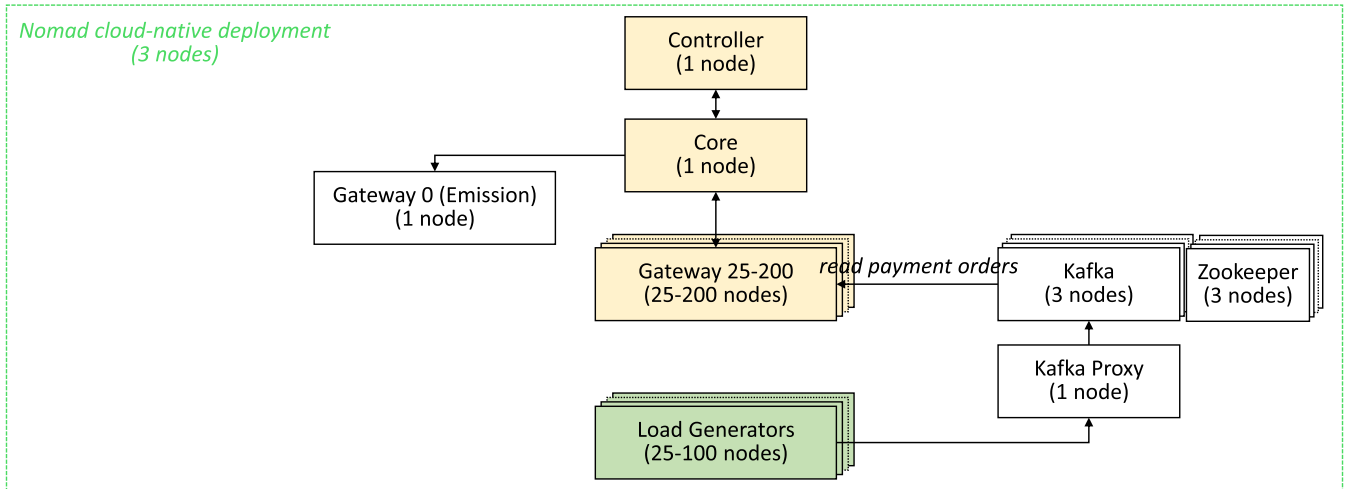 Nomad cloud-native deployment
(3 nodes)
Controller
(1 node)
Core
(1 node)
Gateway 0 (Emission)
(1 node)
Gateway 25-200
(25-200 nodes)
read payment orders
Kafka
(3 nodes)
Zookeeper
(3 nodes)
Kafka Proxy
(1 node)
Load Generators
(25-100 nodes)